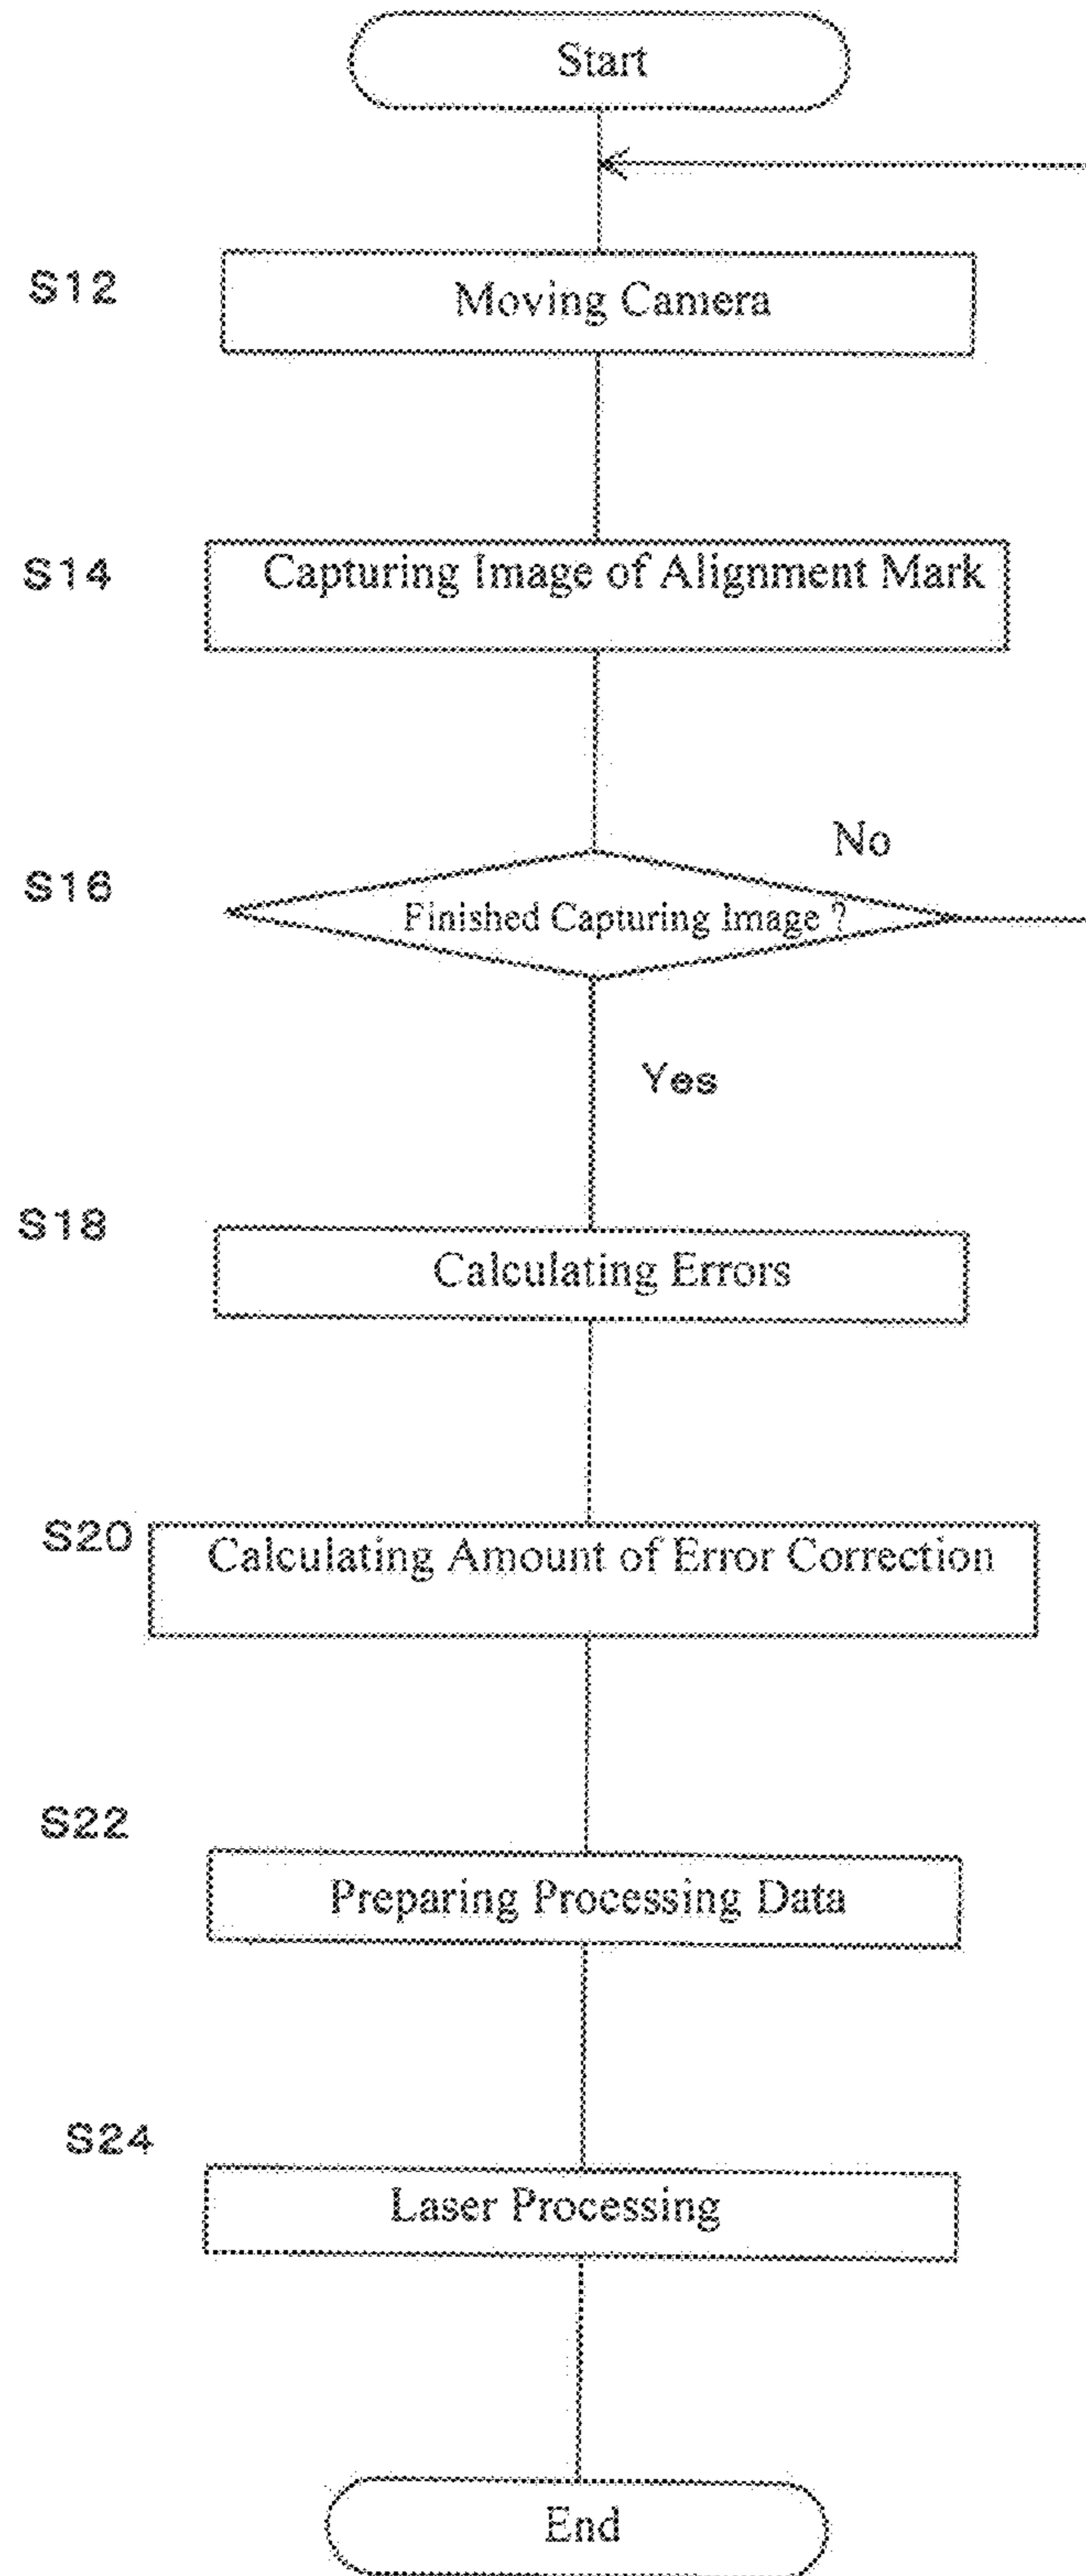 Start
S12
Moving Camera
S14
Capturing Image of Alignment Mark
No
S16
Finished Capturing Image ?
Yes
S18
Calculating Errors
S20
Calculating Amount of Error Correction
S22
Preparing Processing Data
S24
Laser Processing
End